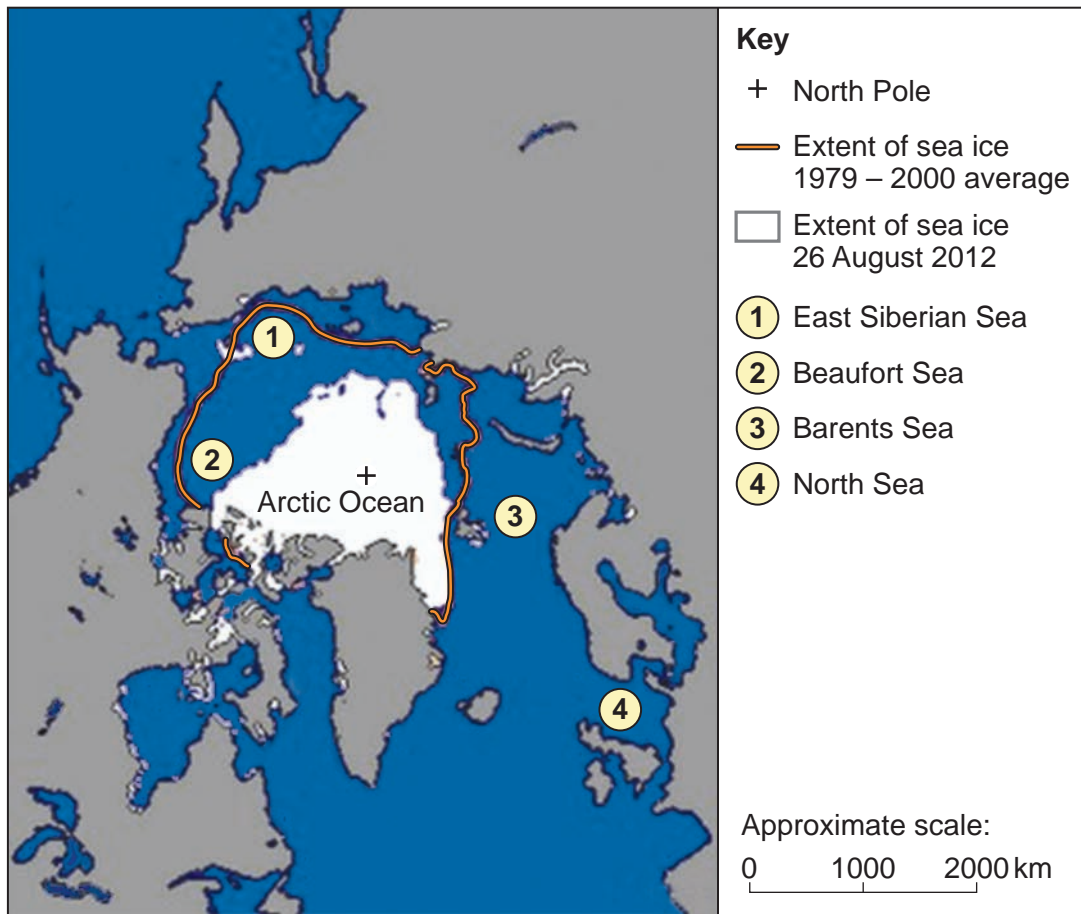 Key
+ North Pole
Extent of sea ice
1979 – 2000 average
Extent of sea ice
26 August 2012
1 East Siberian Sea
2 Beaufort Sea
3 Barents Sea
4 North Sea
Approximate scale:
0 1000 2000 km
1
2
+
Arctic Ocean
3
4